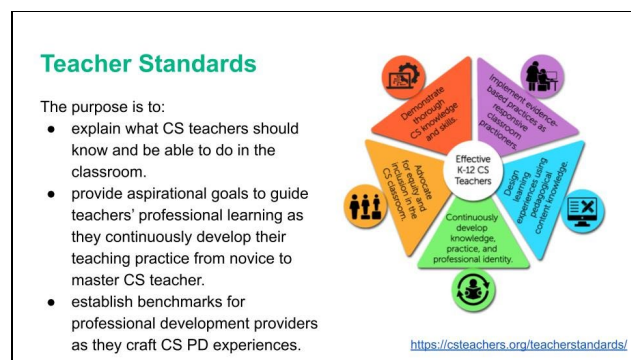 Teacher Standards
The purpose is to:
● explain what CS teachers should
know and be able to do in the
classroom.
● provide aspirational goals to guide
teachers' professional learning as
they continuously develop their
teaching practice from novice to
master CS teacher.
● establish benchmarks for
professional development providers
as they craft CS PD experiences.
Demonstrate
thorough
CS knowledge
and skills.
Implement evidence-
based practices as
responsive
classroom
practioners.
Advocate
for equity and
inclusion in the
CS classroom.
Effective
K-12 CS
Teachers
Design
learning
experiences using
pedagogical
content knowledge.
Continuously
develop
knowledge,
practice, and
professional identity.
https://csteachers.org/teacherstandards/